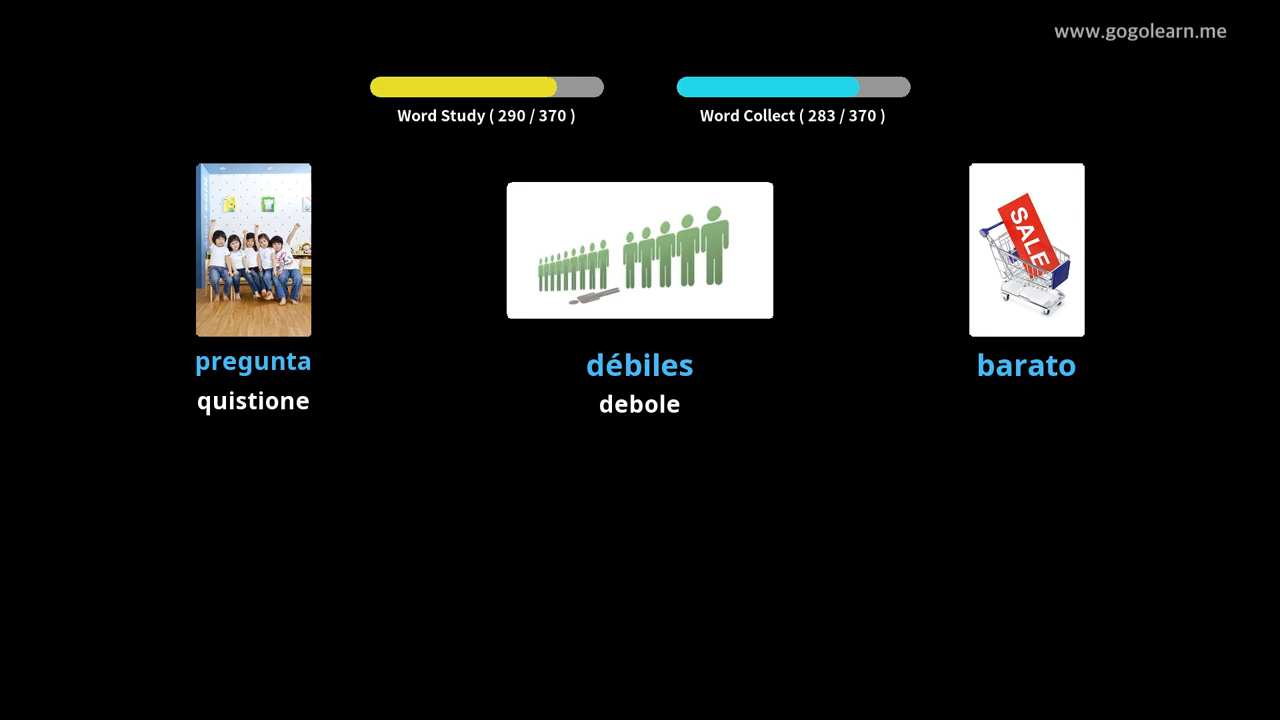 www.gogolearn.me
Word Study ( 290 / 370 )
Word Collect ( 283 / 370 )
SALE
pregunta
quistione
débiles
debole
barato